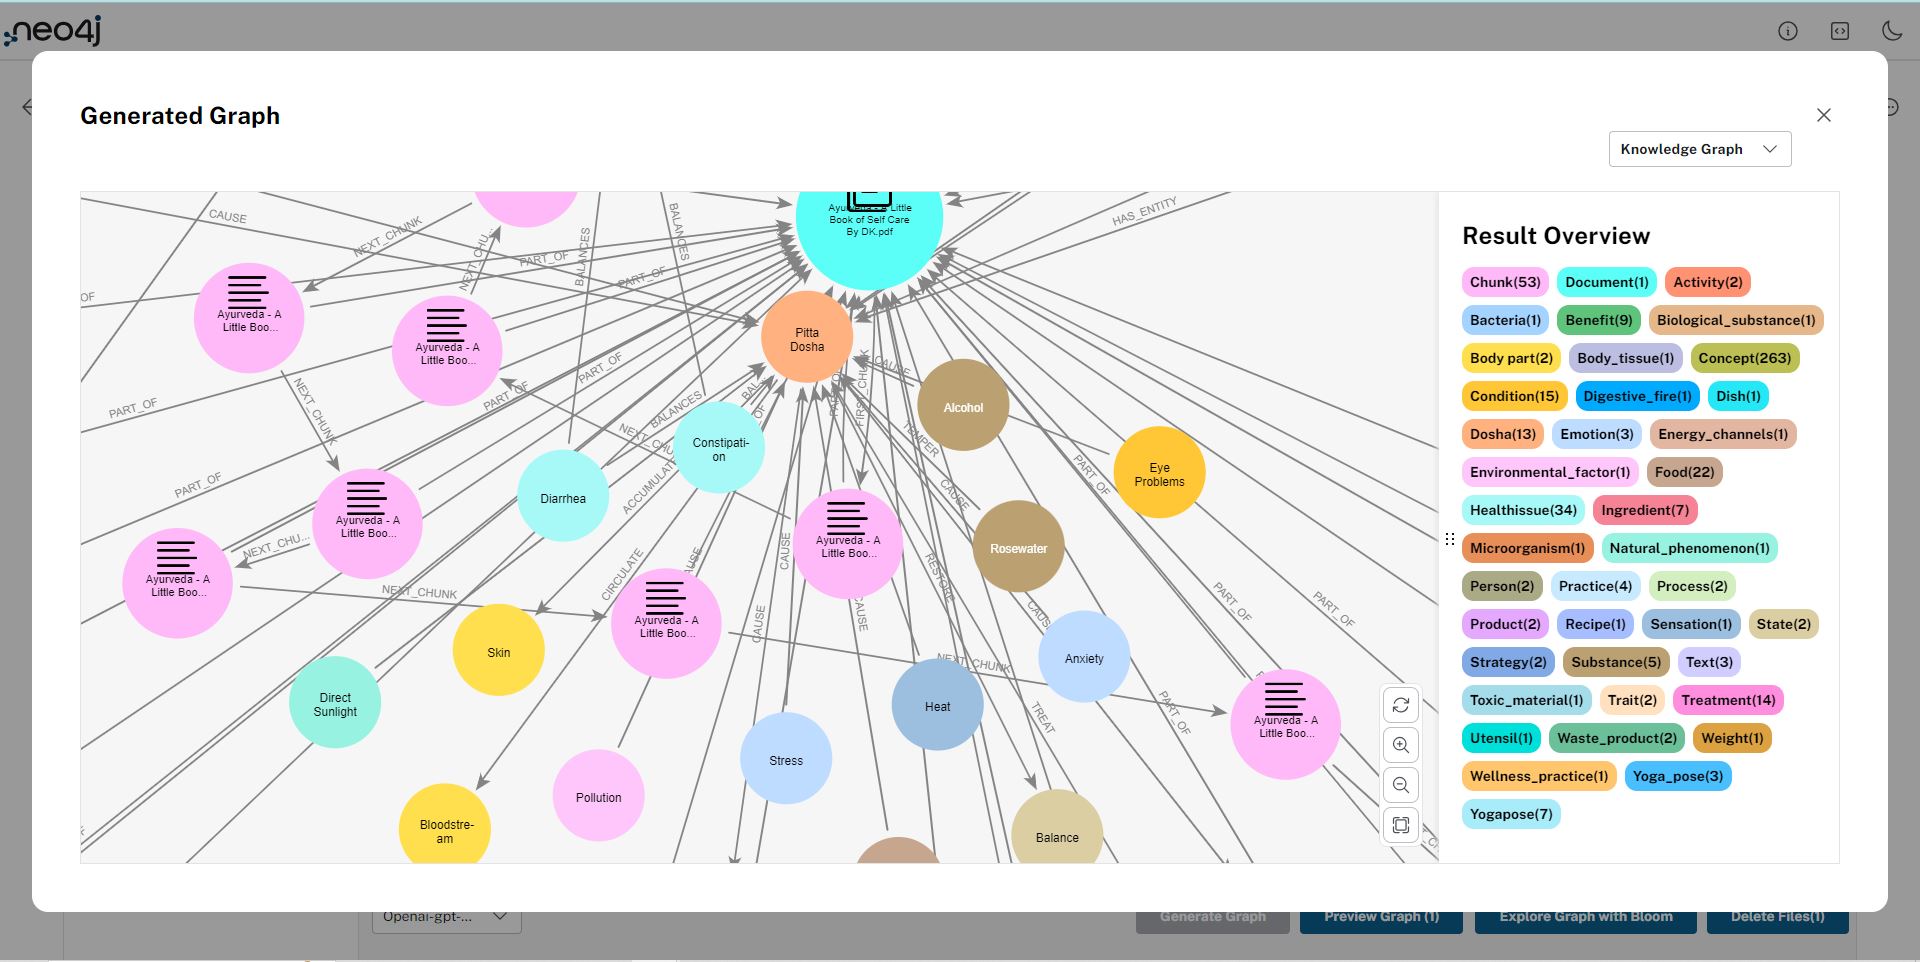 neo4j
Generated Graph
Knowledge Graph
Ayurveda - A Little
Book of Self Care
By DK.pdf
CAUSE
NEXT_CHUNK
NEXT_CHU...
BALANCES
BALANCES
HAS_ENTITY
PART_OF
PART_OF
OF
Ayurveda - A
Little Boo...
Ayurveda - A
Little Boo...
Pitta
Dosha
CAUSE
PART_OF
PART_OF
PART_OF
NEXT_CHUNK
BALANCES
FIRST_CHUNK
Alcohol
TEMPER
Constipati-
on
Eye
Problems
PART_OF
PART_OF
Diarrhea
ACCUMULATE
CAUSE
Ayurveda - A
Little Boo...
Ayurveda - A
Little Boo...
Rosewater
NEXT_CHU...
CAUSE
RESTORE
CIRCULATE
Ayurveda - A
Little Boo...
NEXT_CHUNK
PART_OF
PART_OF
Ayurveda - A
Little Boo...
CAUSE
CAUSE
Skin
NEXT_CHUNK
Anxiety
Direct
Sunlight
Heat
TREAT
PART_OF
Ayurveda - A
Little Boo...
Stress
Pollution
Bloodstre-
am
Balance
Result Overview
Chunk(53) Document(1) Activity(2)
Bacteria(1) Benefit(9) Biological_substance(1)
Body part(2) Body_tissue(1) Concept(263)
Condition(15) Digestive_fire(1) Dish(1)
Dosha(13) Emotion(3) Energy_channels(1)
Environmental_factor(1) Food(22)
Healthissue(34) Ingredient(7)
Microorganism(1) Natural_phenomenon(1)
Person(2) Practice(4) Process(2)
Product(2) Recipe(1) Sensation(1) State(2)
Strategy(2) Substance(5) Text(3)
Toxic_material(1) Trait(2) Treatment(14)
Utensil(1) Waste_product(2) Weight(1)
Wellness_practice(1) Yoga_pose(3)
Yogapose(7)
Openai-gpt-...
Generate Graph
Preview Graph (1)
Explore Graph with Bloom
Delete Files(1)